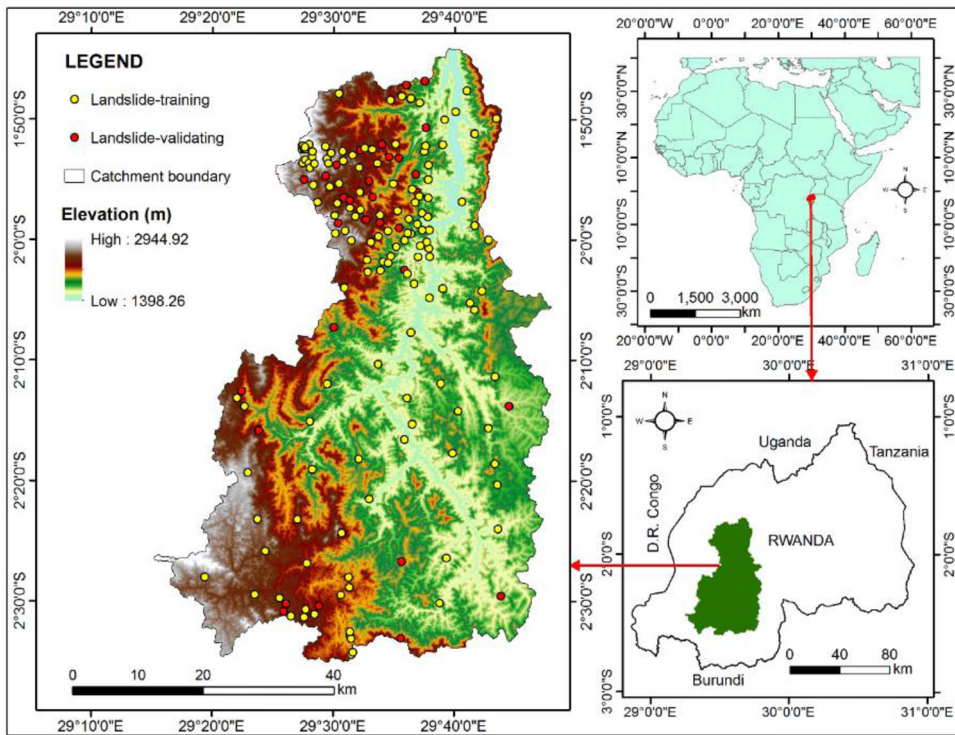 29°10'0"E 29°20'0"E 29°30'0"E 29°40'0"E
LEGEND
Landslide-training
Landslide-validating
Catchment boundary
Elevation (m)
High : 2944.92
Low : 1398.26
1°50'0"S
2°0'0"S
2°10'0"S
2°20'0"S
2°30'0"S
1°50'0"S
2°0'0"S
2°10'0"S
2°20'0"S
2°30'0"S
0 20 40
km
29°10'0"E 29°20'0"E 29°30'0"E 29°40'0"E
20°0'0"W 0°0'0" 20°0'0"E 40°0'0"E 60°0'0"E
30°0'0"N
10°0'0"N
10°0'0"S
30°0'0"S
30°0'0"N
10°0'0"N
10°0'0"S
30°0'0"S
N
W E
S
0 1,500 3,000
km
20°0'0"W 0°0'0" 20°0'0"E 40°0'0"E 60°0'0"E
29°0'0"E 30°0'0"E 31°0'0"E
N
W E
S
1°0'0"S
2°0'0"S
3°0'0"S
1°0'0"S
2°0'0"S
3°0'0"S
Uganda
Tanzania
D.R. Congo
RWANDA
Burundi
0 40 80
km
29°0'0"E 30°0'0"E 31°0'0"E